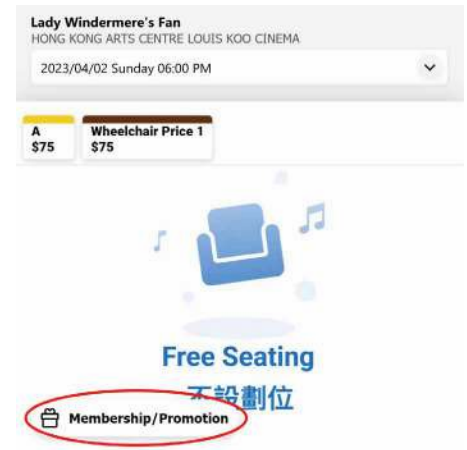 Lady Windermere's Fan
HONG KONG ARTS CENTRE LOUIS KOO CINEMA
2023/04/02 Sunday 06:00 PM
A
$75
Wheelchair Price 1
$75
Free Seating
不設劃位
Membership/Promotion